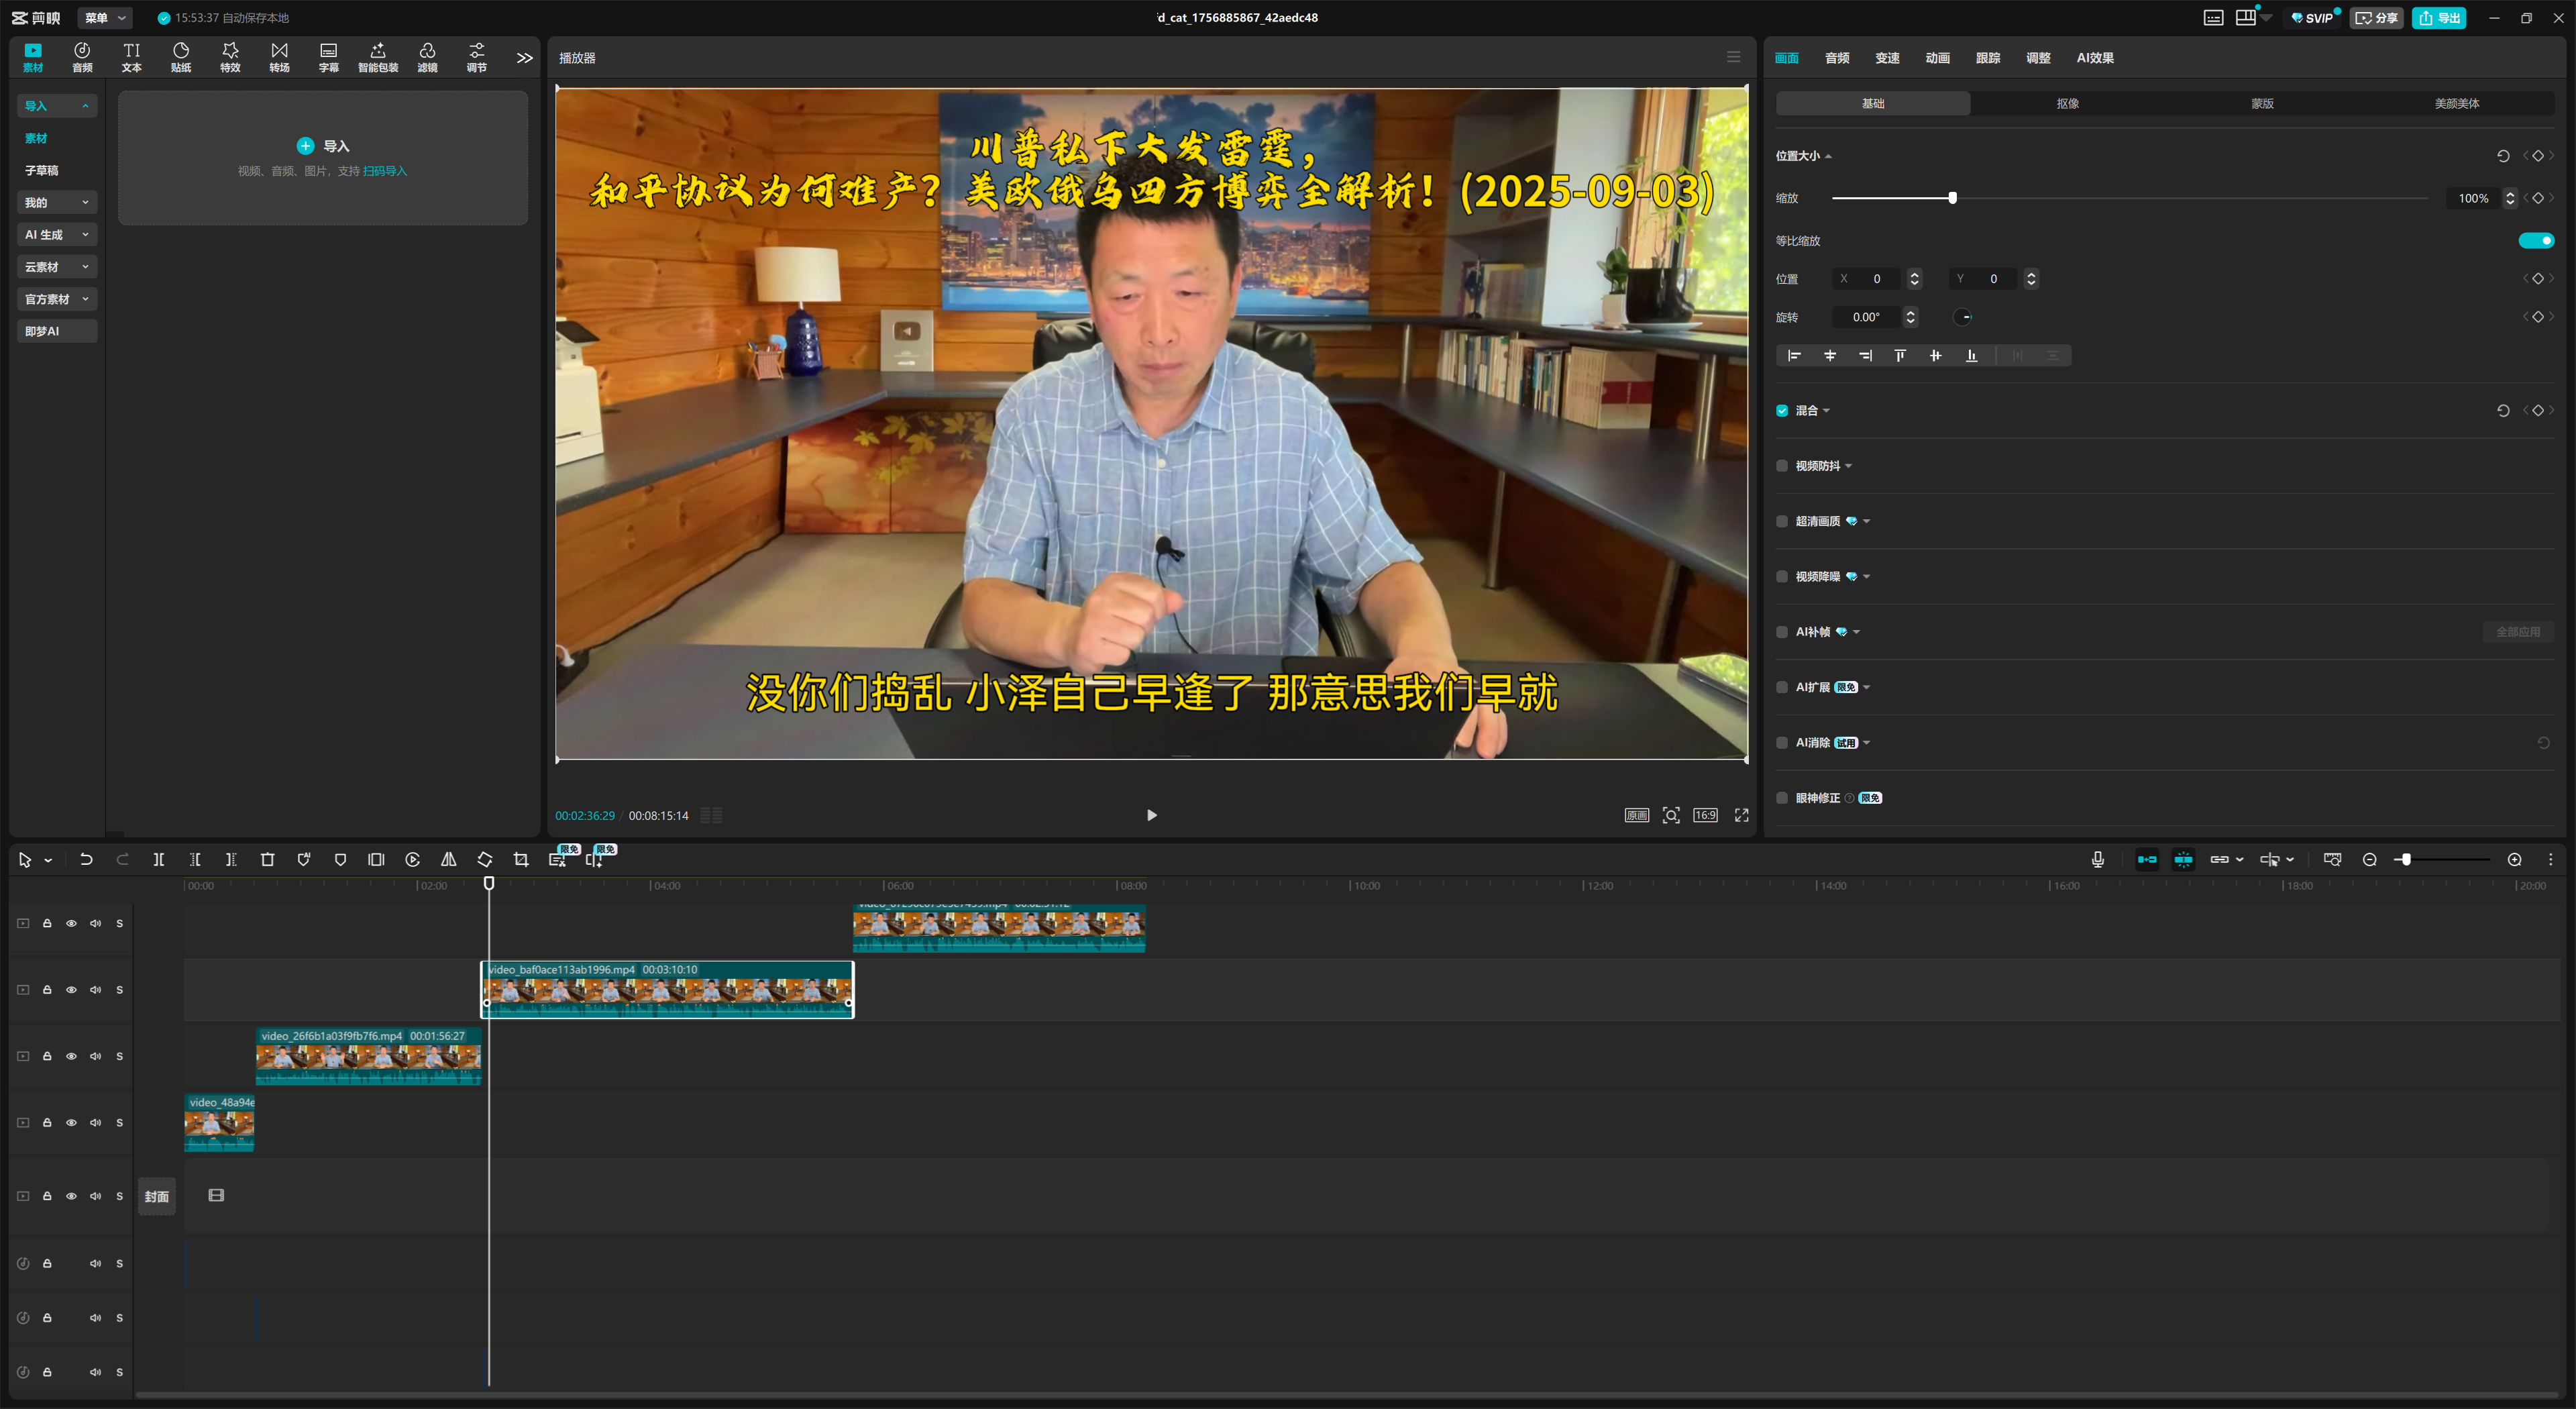 剪映 菜单 15:53:37 自动保存本地
d_cat_1756885867_42aedc48
SVIP 分享 导出
素材 音频 文本 贴纸 特效 转场 字幕 智能包装 滤镜 调节
导入
素材
子草稿
我的
AI 生成
云素材
官方素材
即梦AI
导入
视频、音频、图片，支持 扫码导入
播放器
川普私下大发雷霆，
和平协议为何难产？美欧俄乌四方博弈全解析！(2025-09-03)
没你们捣乱 小泽自己早逢了 那意思我们早就
00:02:36:29 / 00:08:15:14
原画 16:9
画面 音频 变速 动画 跟踪 调整 AI效果
基础 抠像 蒙版 美颜美体
位置大小
缩放 100%
等比缩放
位置 X 0 Y 0
旋转 0.00°
混合
视频防抖
超清画质
视频降噪
AI补帧 全部应用
AI扩展 限免
AI消除 试用
眼神修正 限免
限免 限免
00:00 02:00 04:00 06:00 08:00 10:00 12:00 14:00 16:00 18:00 20:00
S
video_baf0ace113ab1996.mp4 00:03:10:10
S
video_26f6b1a03f9fb7f6.mp4 00:01:56:27
S
video_48a94e
S
S 封面
S
S
S